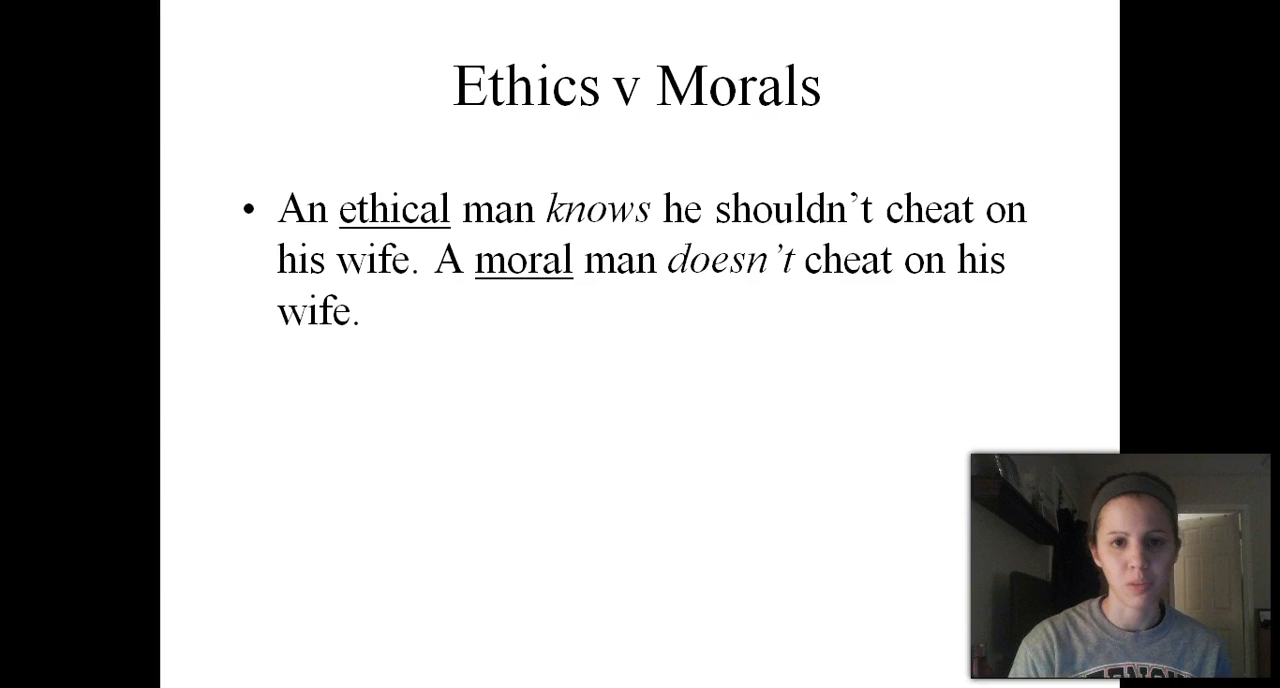 Ethics v Morals
• An ethical man knows he shouldn’t cheat on
his wife. A moral man doesn’t cheat on his
wife.